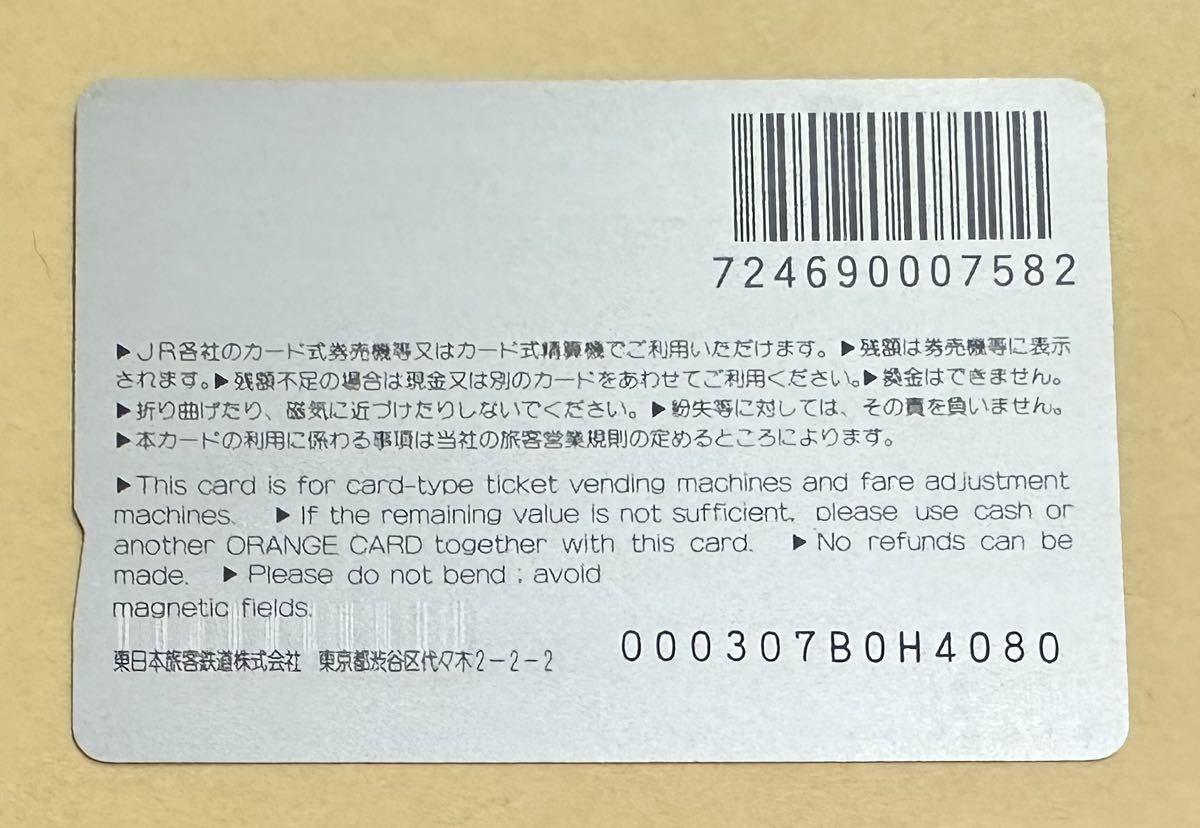 724690007582
▶JR各社のカード式券売機等又はカード式精算機でご利用いただけます。▶残額は券売機等に表示
されます。▶残額不足の場合は現金又は別のカードをあわせてご利用ください。▶換金はできません。
▶折り曲げたり、磁気に近づけたりしないでください。▶紛失等に対しては、その責を負いません。
▶本カードの利用に係わる事項は当社の旅客営業規則の定めるところによります。
▶This card is for card-type ticket vending machines and fare adjustment
machines. ▶If the remaining value is not sufficient, please use cash or
another ORANGE CARD together with this card. ▶No refunds can be
made. ▶Please do not bend ; avoid
magnetic fields.
東日本旅客鉄道株式会社 東京都渋谷区代々木2-2-2
000307B0H4080